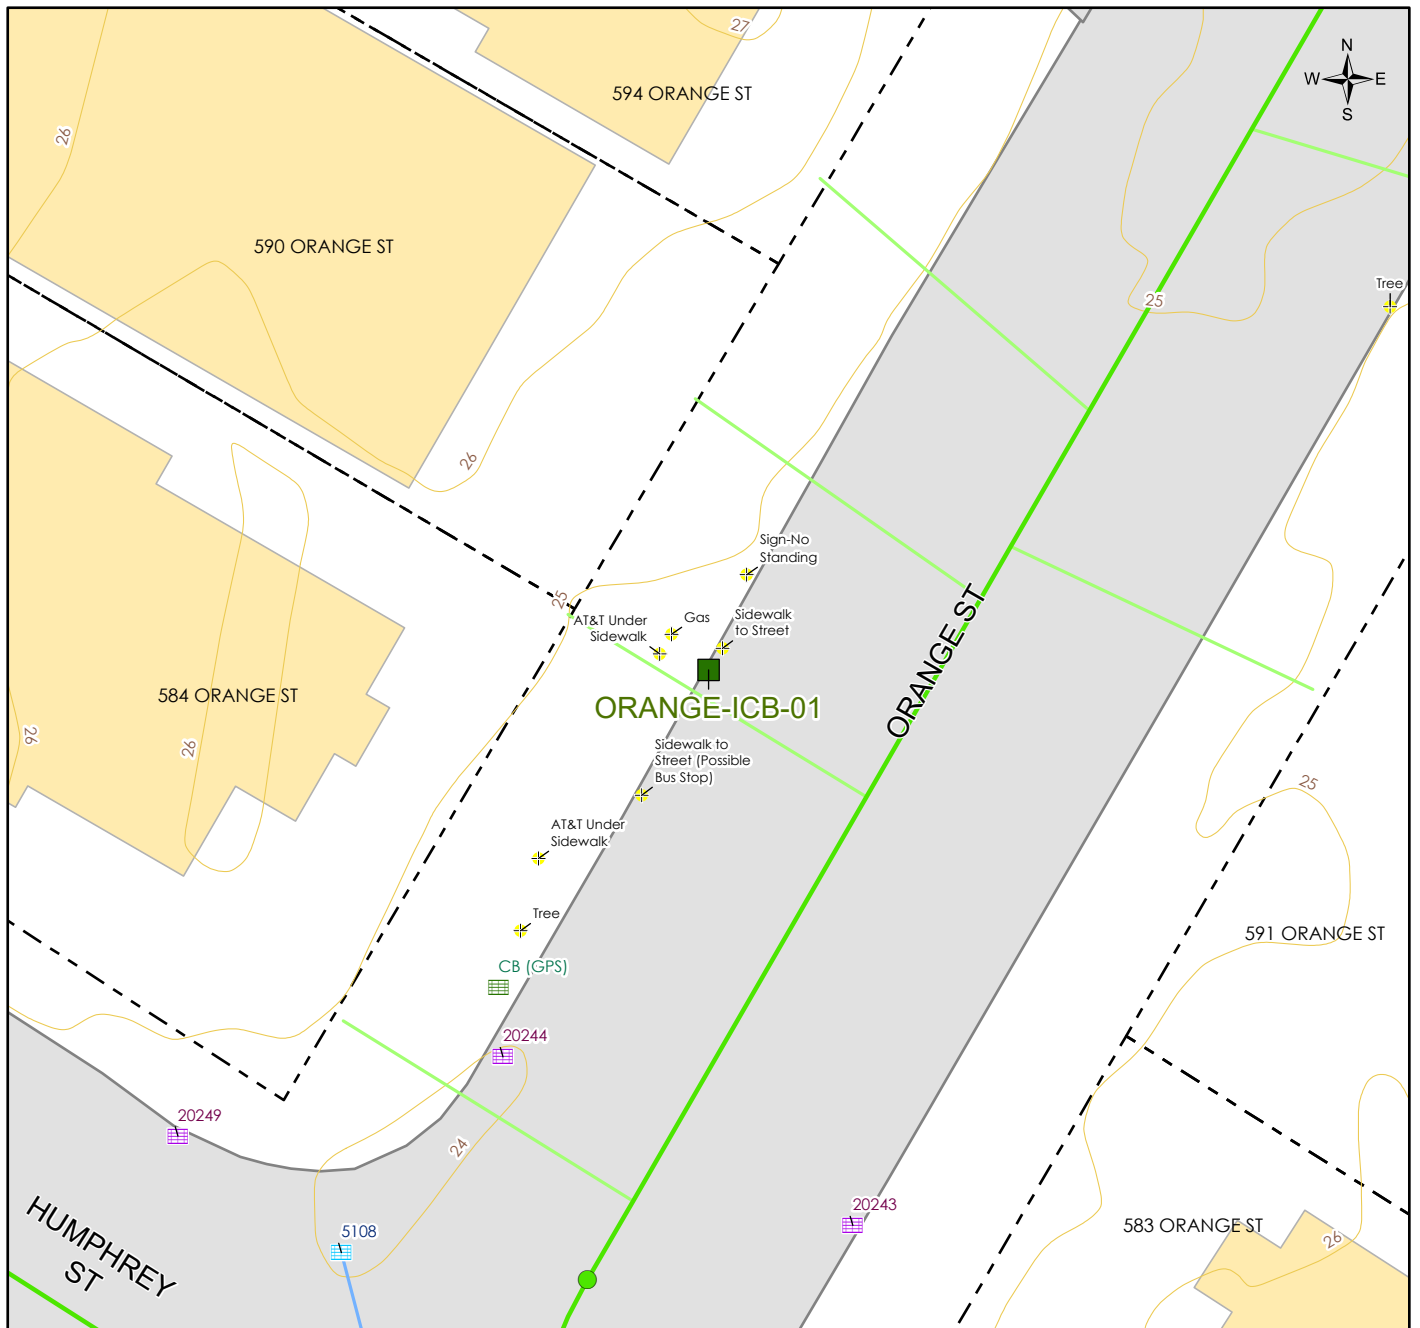 27
594 ORANGE ST
N
W
E
S
26
590 ORANGE ST
Tree
25
26
Sign-No
Standing
25
Gas
Sidewalk
to Street
AT&T Under
Sidewalk
584 ORANGE ST
ORANGE-ICB-01
ORANGE ST
26
26
Sidewalk to
Street (Possible
Bus Stop)
25
AT&T Under
Sidewalk
Tree
591 ORANGE ST
CB (GPS)
20244
20249
24
20243
583 ORANGE ST
5108
26
HUMPHREY
ST